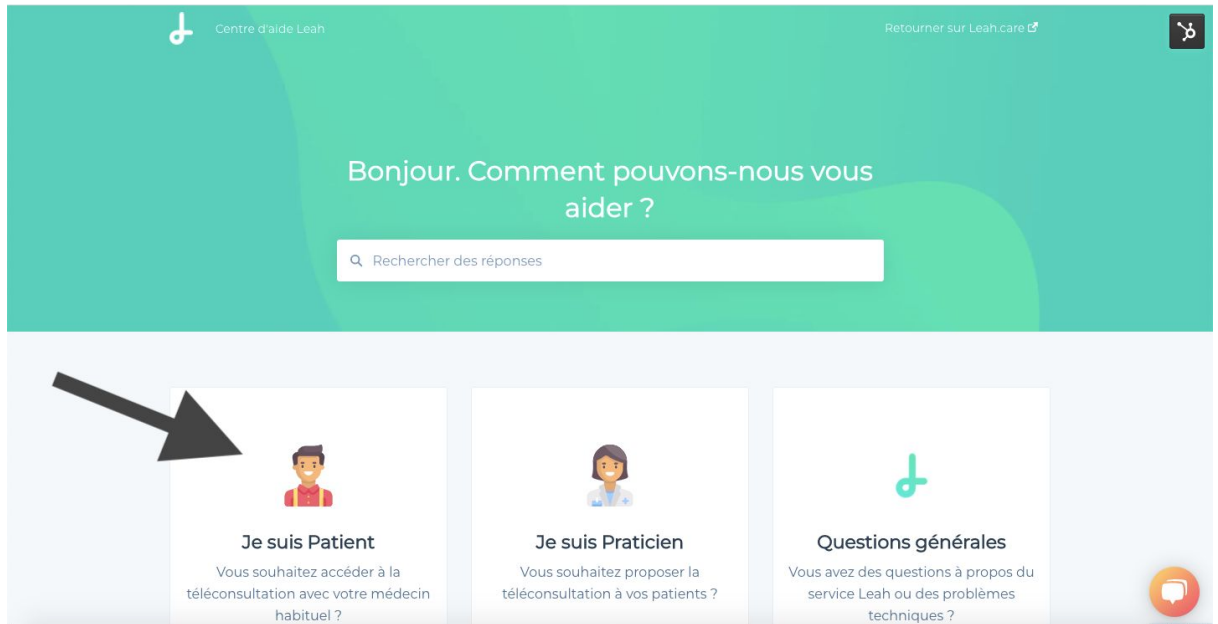 Centre d'aide Leah
Retourner sur Leah.care
Bonjour. Comment pouvons-nous vous
aider ?
Rechercher des réponses
Je suis Patient
Vous souhaitez accéder à la
téléconsultation avec votre médecin
habituel ?
Je suis Praticien
Vous souhaitez proposer la
téléconsultation à vos patients ?
Questions générales
Vous avez des questions à propos du
service Leah ou des problèmes
techniques ?